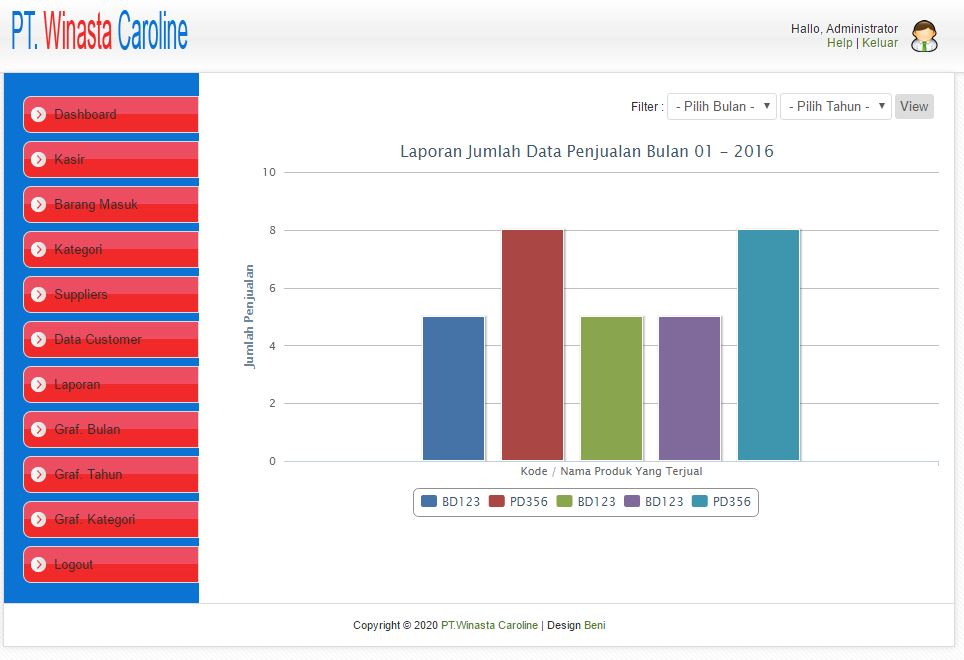 PT. Winasta Caroline
Hallo, Administrator
Help | Keluar
Dashboard
Kasir
Barang Masuk
Kategori
Suppliers
Data Customer
Laporan
Graf. Bulan
Graf. Tahun
Graf. Kategori
Logout
Filter : - Pilih Bulan - - Pilih Tahun - View
Laporan Jumlah Data Penjualan Bulan 01 - 2016
Jumlah Penjualan
10
8
6
4
2
0
Kode / Nama Produk Yang Terjual
BD123 PD356 BD123 BD123 PD356
Copyright © 2020 PT.Winasta Caroline | Design Beni